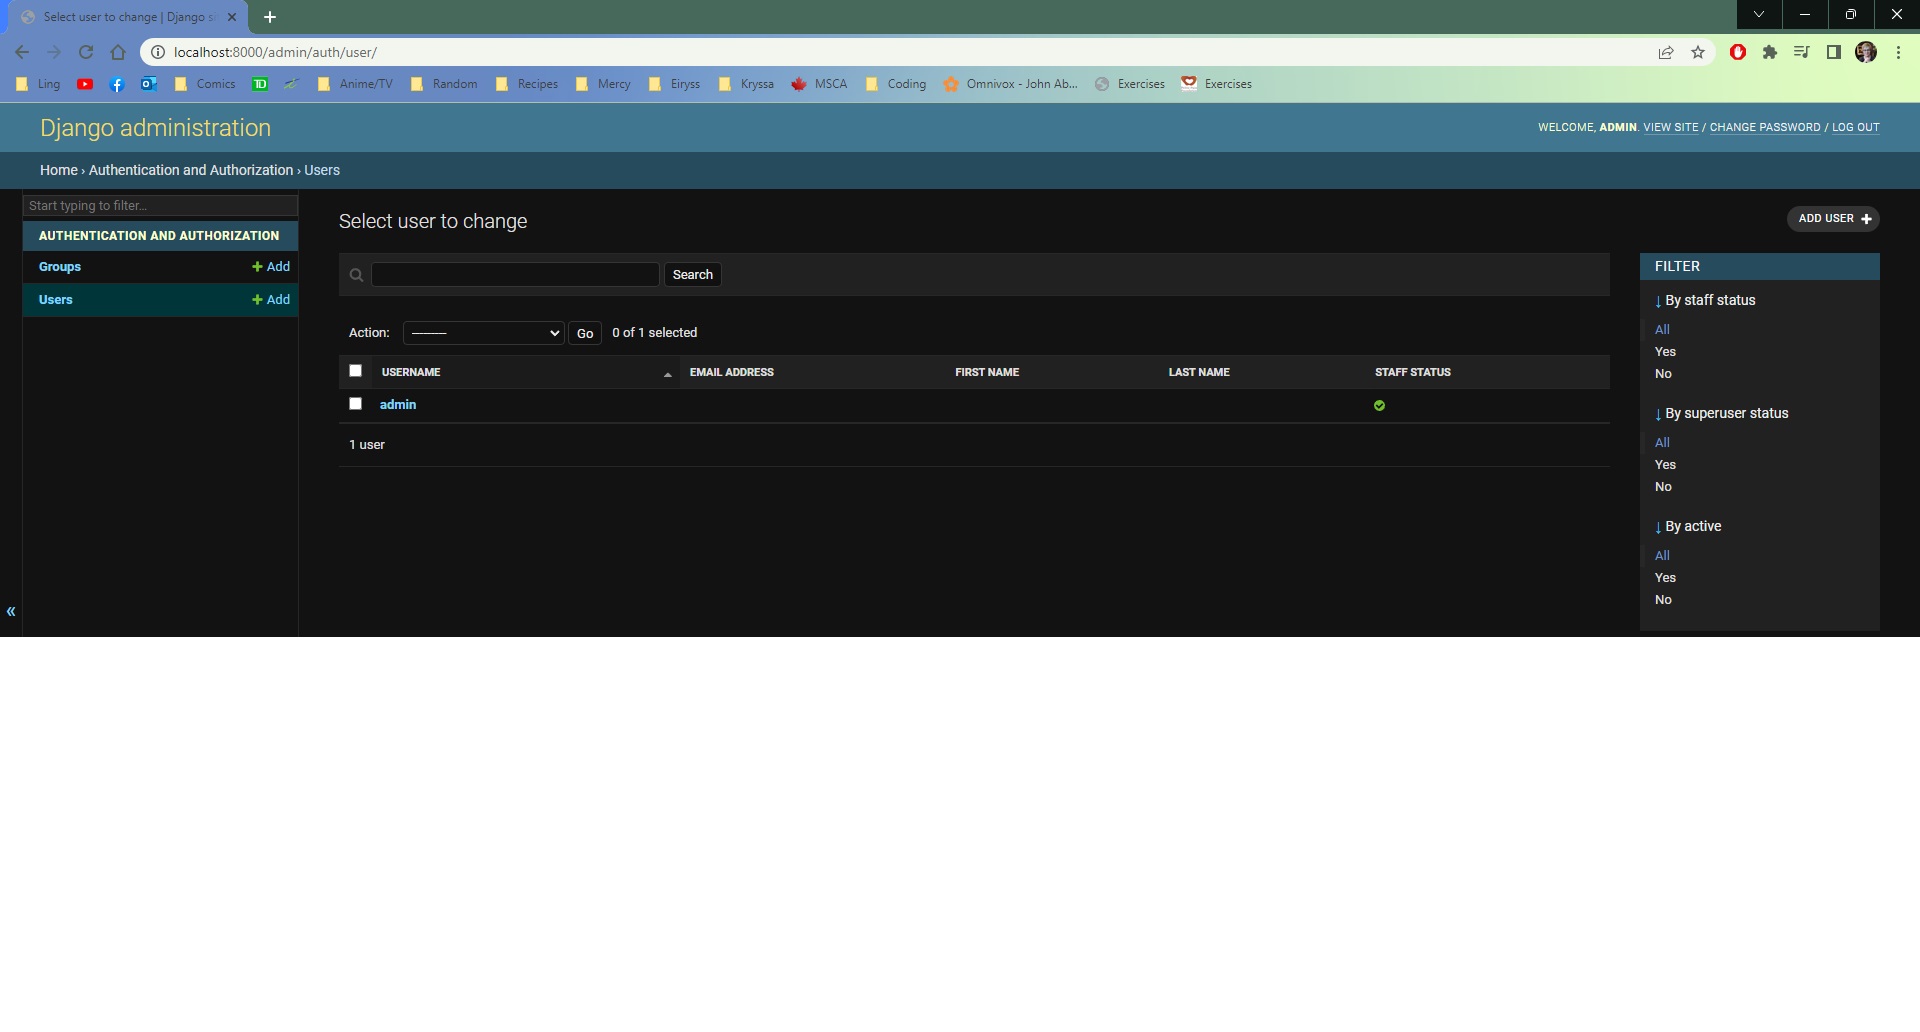 Select user to change | Django si
localhost:8000/admin/auth/user/
Ling Comics TD Anime/TV Random Recipes Mercy Eiryss Kryssa MSCA Coding Omnivox - John Ab... Exercises Exercises
Django administration
WELCOME, ADMIN. VIEW SITE / CHANGE PASSWORD / LOG OUT
Home › Authentication and Authorization › Users
Start typing to filter...
AUTHENTICATION AND AUTHORIZATION
Groups + Add
Users + Add
«
Select user to change
ADD USER +
Search
Action: --------- Go 0 of 1 selected
USERNAME EMAIL ADDRESS FIRST NAME LAST NAME STAFF STATUS
admin
1 user
FILTER
↓ By staff status
All
Yes
No
↓ By superuser status
All
Yes
No
↓ By active
All
Yes
No